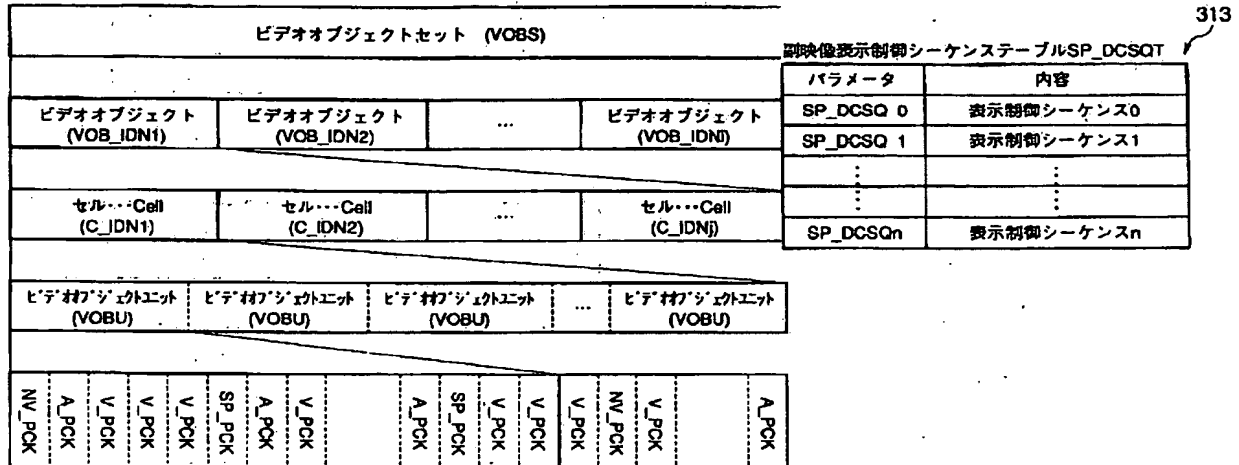 ビデオオブジェクトセット (VOBS)
313
副映像表示制御シーケンステーブルSP_DCSQT
パラメータ 内容
SP_DCSQ 0 表示制御シーケンス0
SP_DCSQ 1 表示制御シーケンス1
⋮ ⋮
⋮ ⋮
SP_DCSQn 表示制御シーケンスn
ビデオオブジェクト ビデオオブジェクト … ビデオオブジェクト
(VOB_IDN1) (VOB_IDN2) (VOB_IDNi)
セル・・・Cell セル・・・Cell … セル・・・Cell
(C_IDN1) (C_IDN2) (C_IDNj)
ビデオオブジェクトユニット ビデオオブジェクトユニット ビデオオブジェクトユニット … ビデオオブジェクトユニット
(VOBU) (VOBU) (VOBU) (VOBU)
NV_PCK
A_PCK
V_PCK
V_PCK
V_PCK
SP_PCK
A_PCK
V_PCK
A_PCK
SP_PCK
V_PCK
V_PCK
V_PCK
NV_PCK
V_PCK
A_PCK